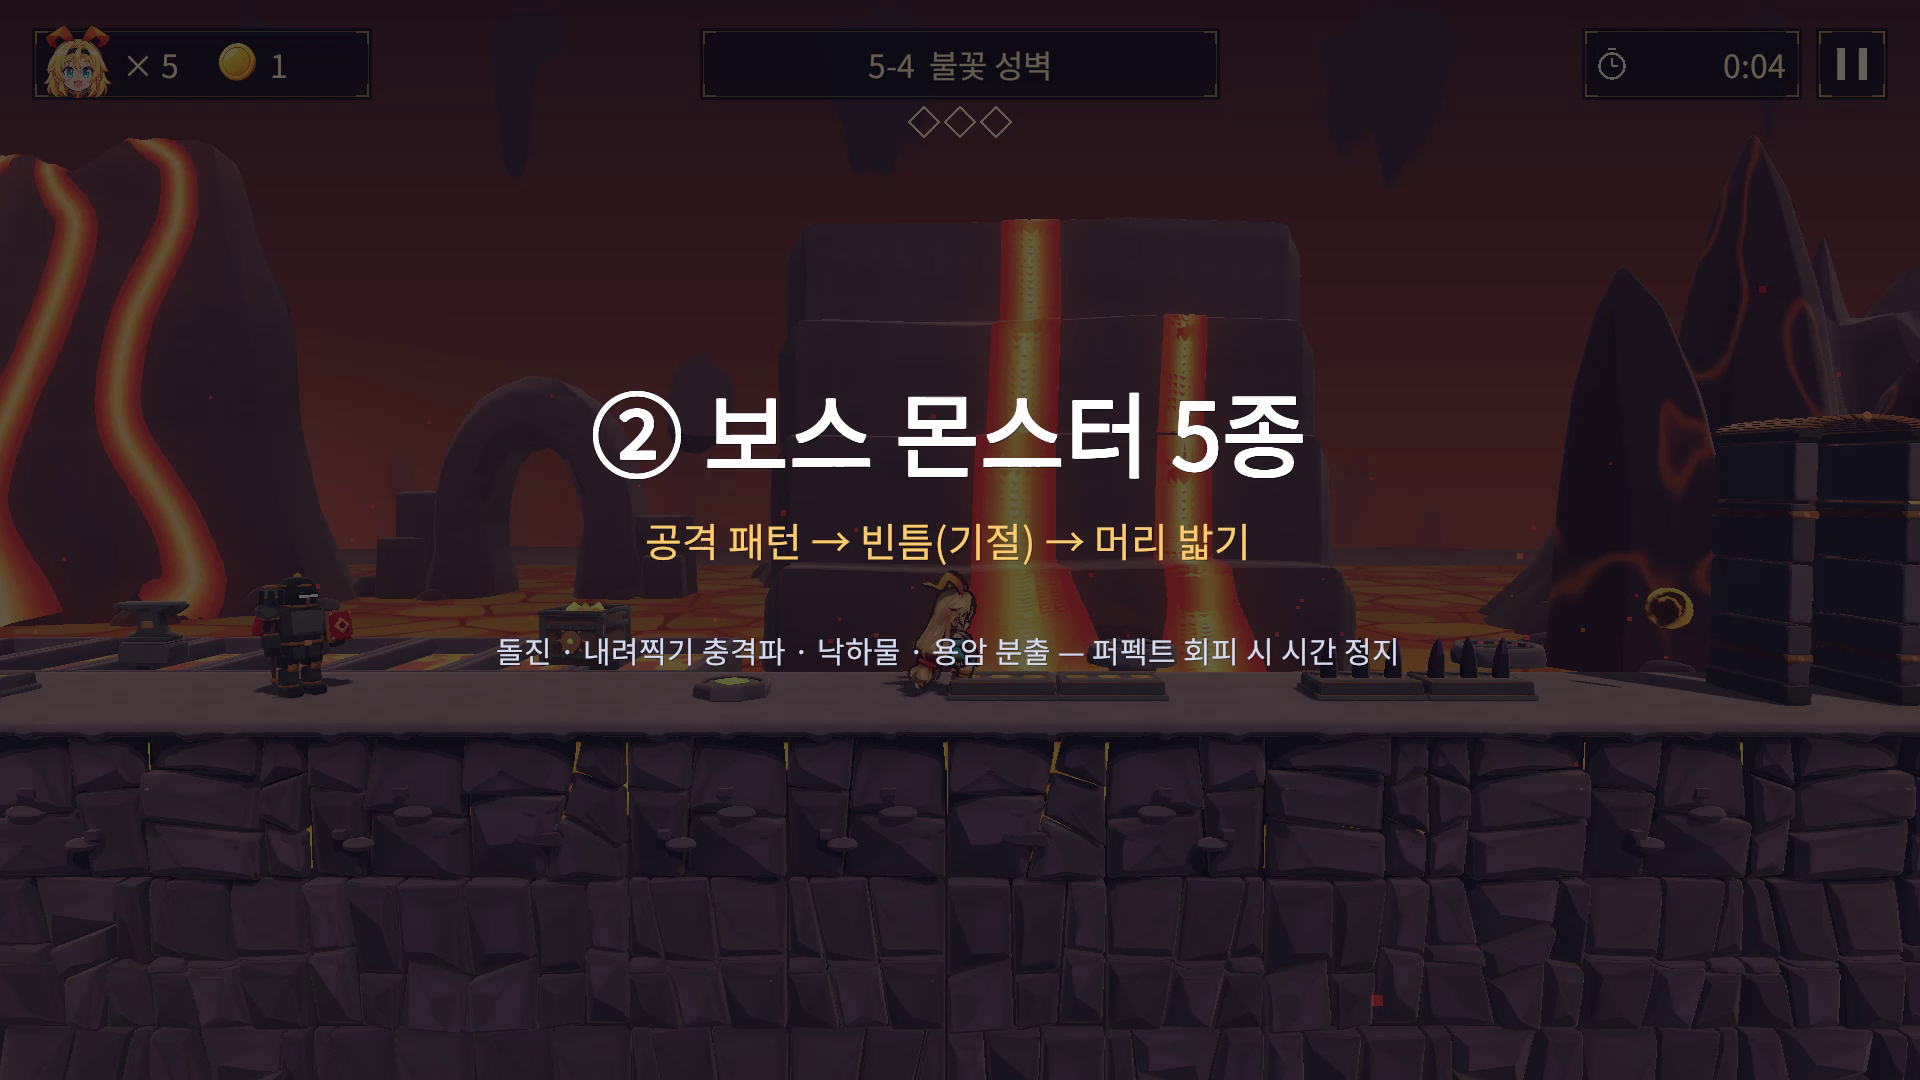 × 5 1
5-4 불꽃 성벽
0:04
② 보스 몬스터 5종
공격 패턴 → 빈틈(기절) → 머리 밟기
돌진 · 내려찍기 충격파 · 낙하물 · 용암 분출 — 퍼펙트 회피 시 시간 정지